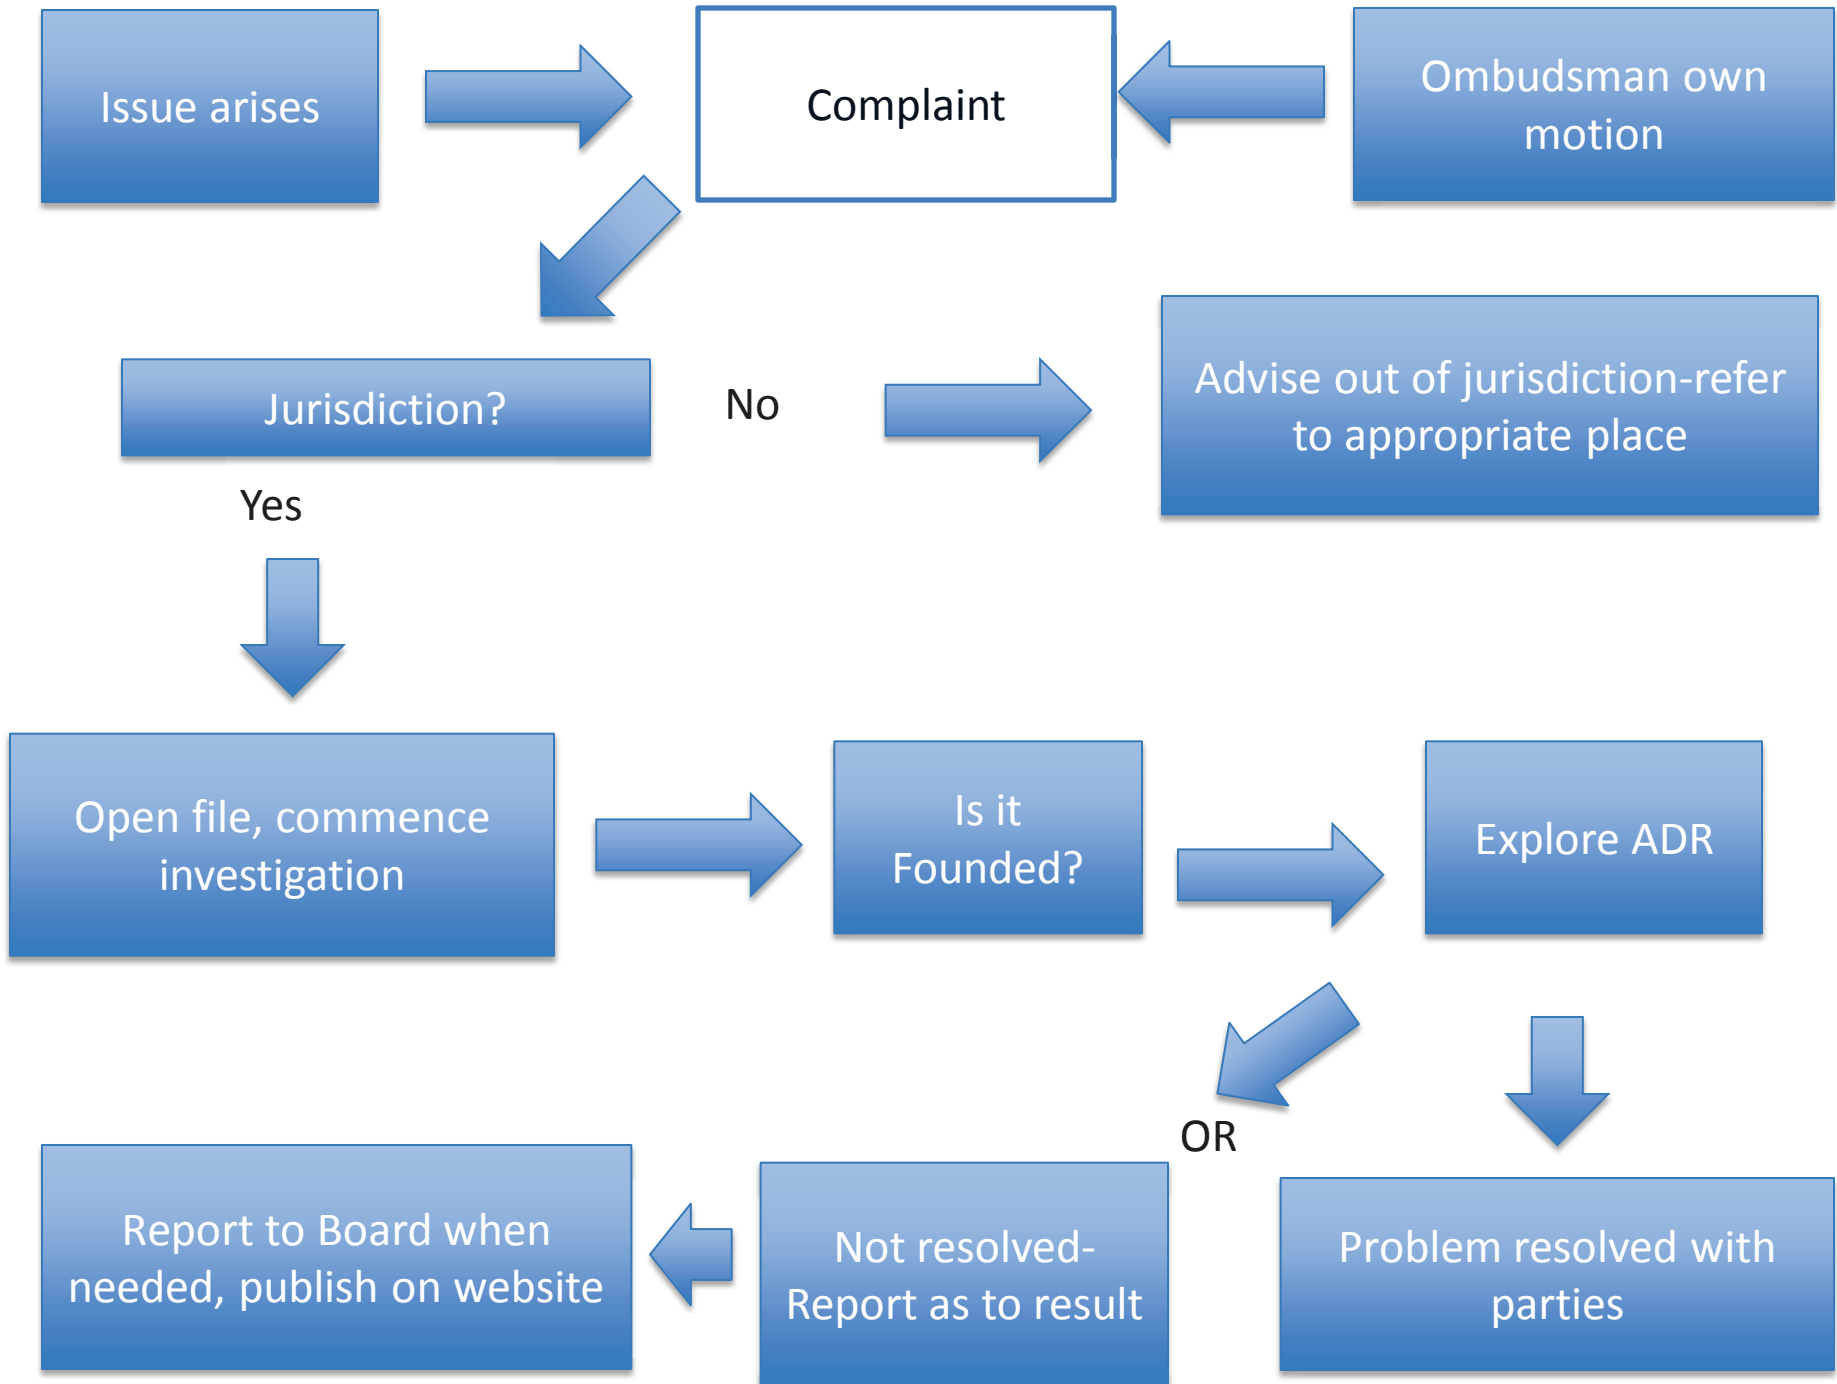 Issue arises
Complaint
Ombudsman own
motion
Jurisdiction?
No
Advise out of jurisdiction-refer
to appropriate place
Yes
Open file, commence
investigation
Is it
Founded?
Explore ADR
OR
Report to Board when
needed, publish on website
Not resolved-
Report as to result
Problem resolved with
parties